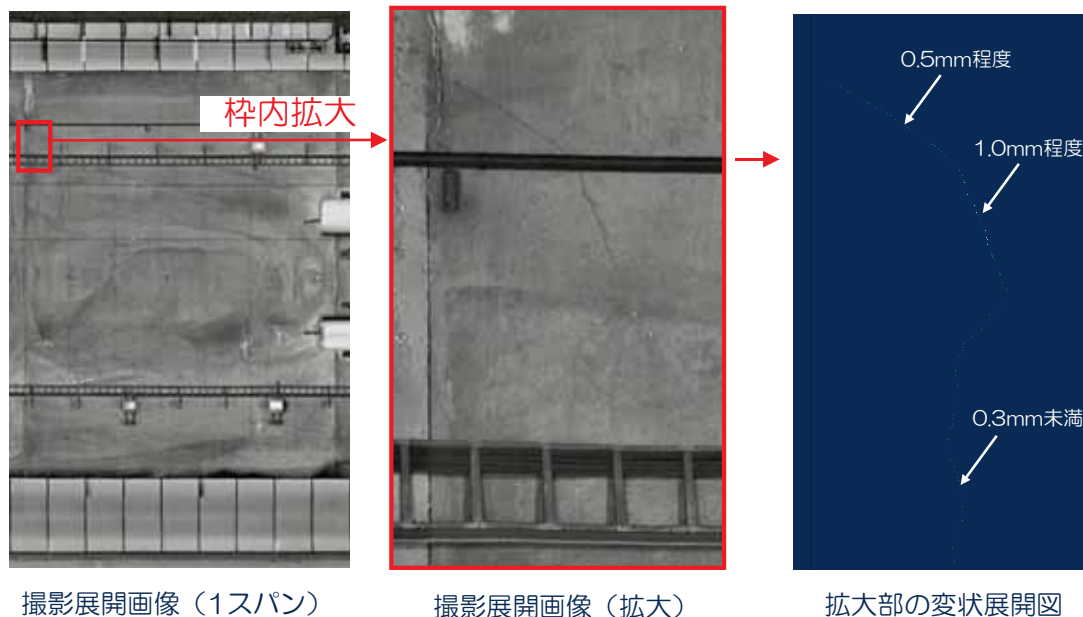 枠内拡大
0.5mm程度
1.0mm程度
0.3mm未満
撮影展開画像（1スパン）
撮影展開画像（拡大）
拡大部の変状展開図